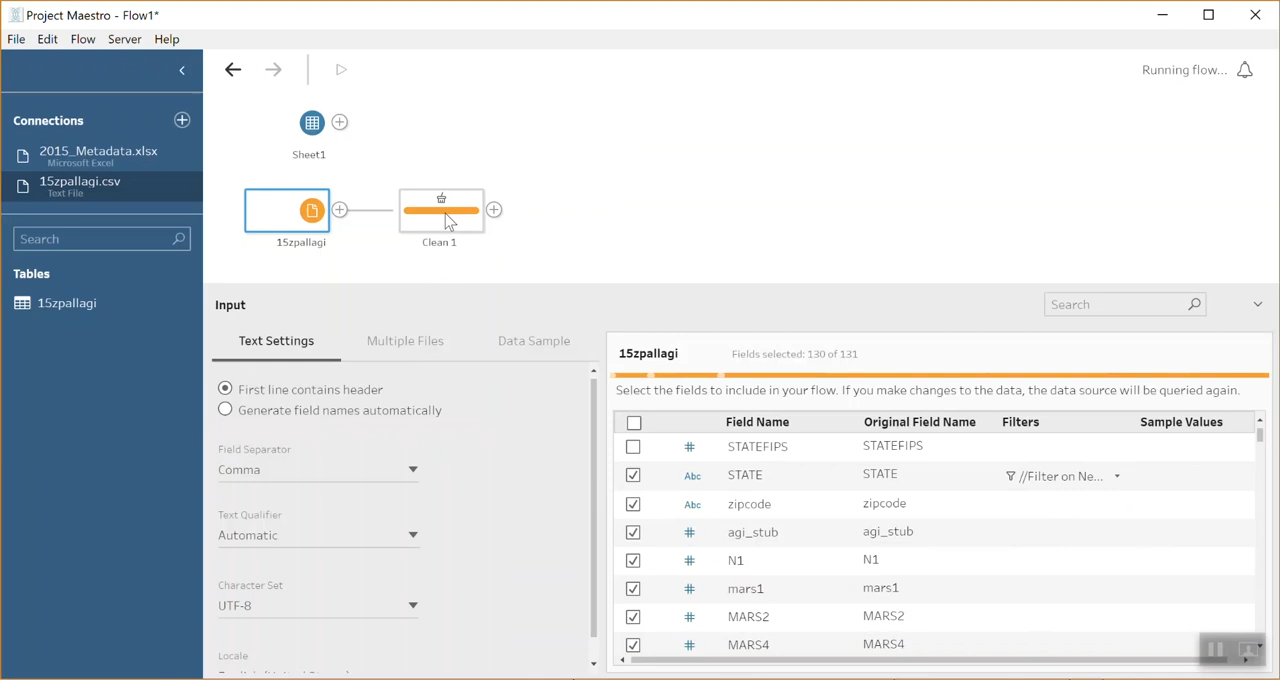 Project Maestro - Flow1*
File Edit Flow Server Help
Running flow...
Connections
2015_Metadata.xlsx
Microsoft Excel
15zpallagi.csv
Text File
Search
Tables
15zpallagi
Sheet1
15zpallagi
Clean 1
Input
Search
Text Settings Multiple Files Data Sample
First line contains header
Generate field names automatically
Field Separator
Comma
Text Qualifier
Automatic
Character Set
UTF-8
Locale
15zpallagi Fields selected: 130 of 131
Select the fields to include in your flow. If you make changes to the data, the data source will be queried again.
Field Name Original Field Name Filters Sample Values
# STATEFIPS STATEFIPS
Abc STATE STATE //Filter on Ne...
Abc zipcode zipcode
# agi_stub agi_stub
# N1 N1
# mars1 mars1
# MARS2 MARS2
# MARS4 MARS4